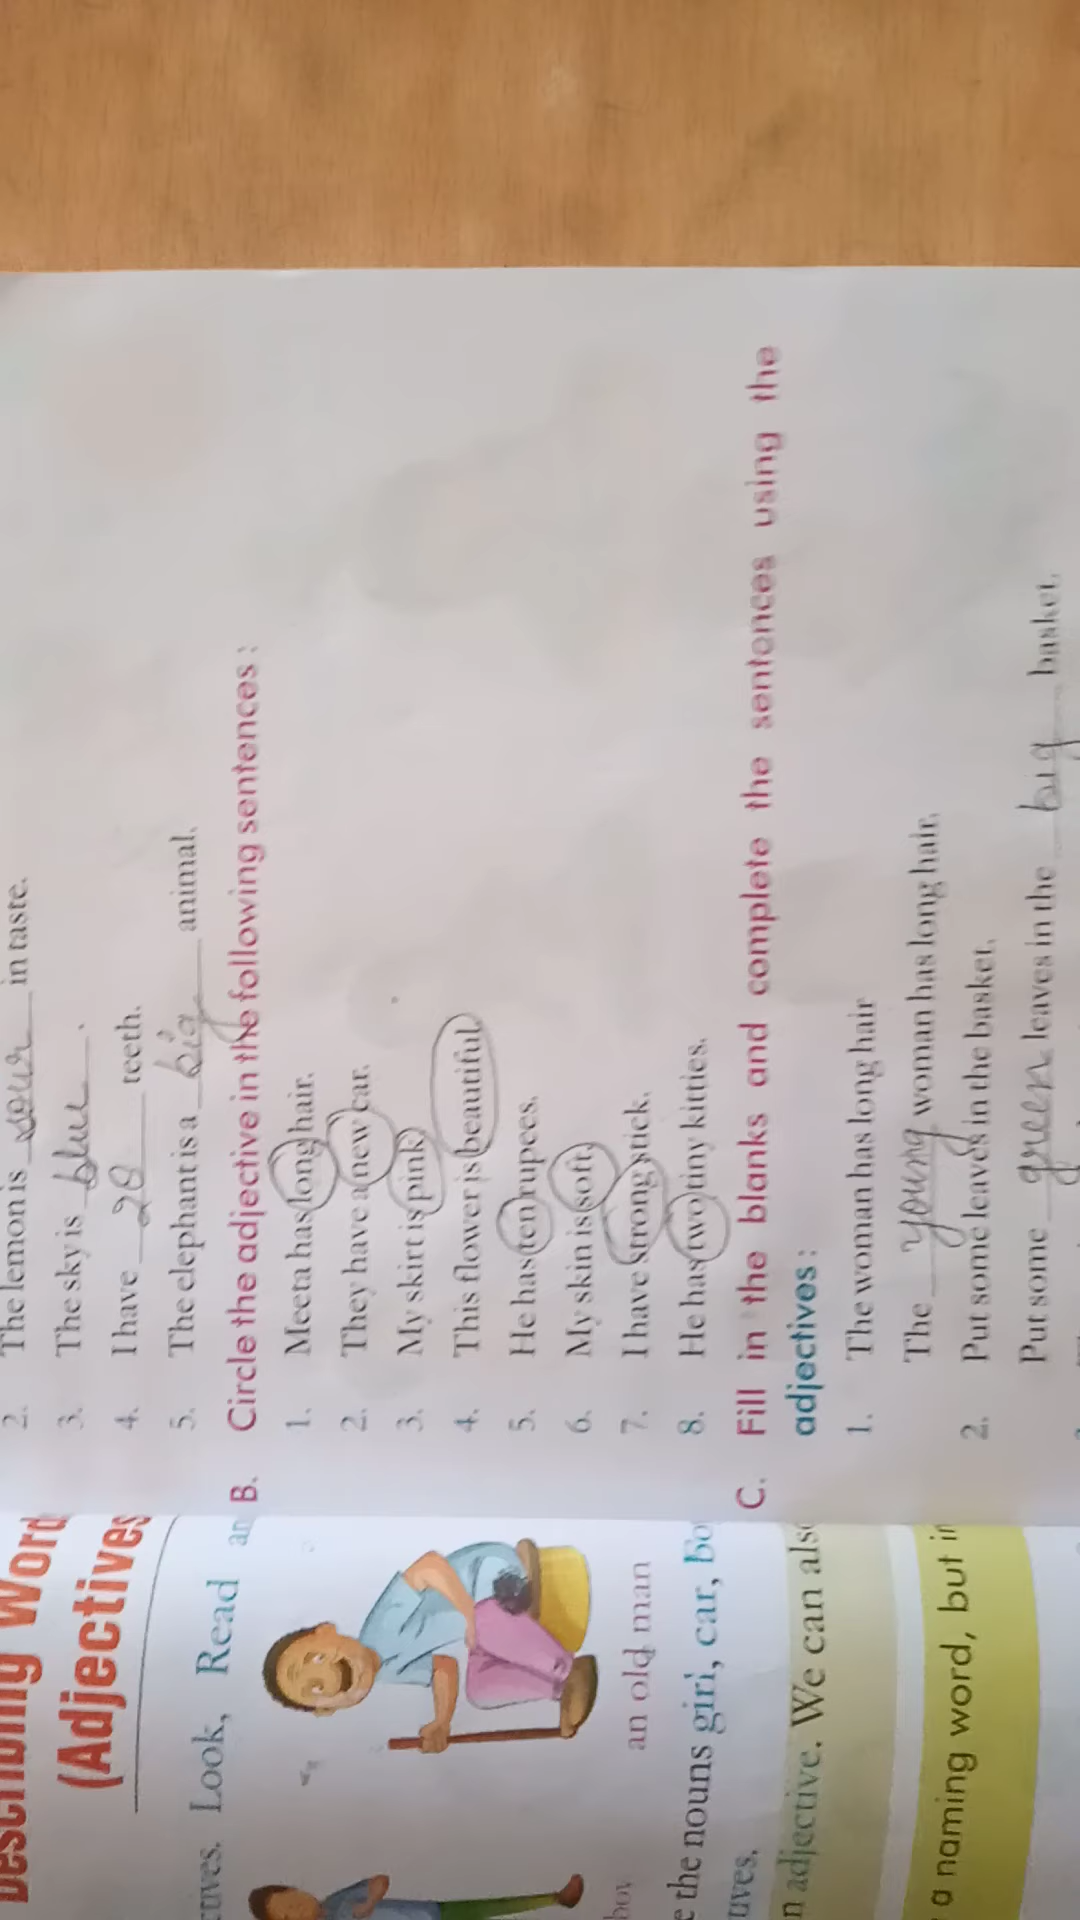 Describing Word
(Adjectives
ctives. Look, Read an
an old man
boy
e the nouns girl, car, bo
tives.
n adjective. We can also
a naming word, but in
2. The lemon is sour in taste.
3. The sky is blue.
4. I have 28 teeth.
5. The elephant is a big animal.
B. Circle the adjective in the following sentences :
1. Meeta has long hair.
2. They have a new car.
3. My skirt is pink
4. This flower is beautiful
5. He has ten rupees.
6. My skin is soft.
7. I have strong stick.
8. He has two tiny kitties.
C. Fill in the blanks and complete the sentences using the
adjectives :
1. The woman has long hair
The young woman has long hair.
2. Put some leaves in the basket.
Put some green leaves in the big basket.